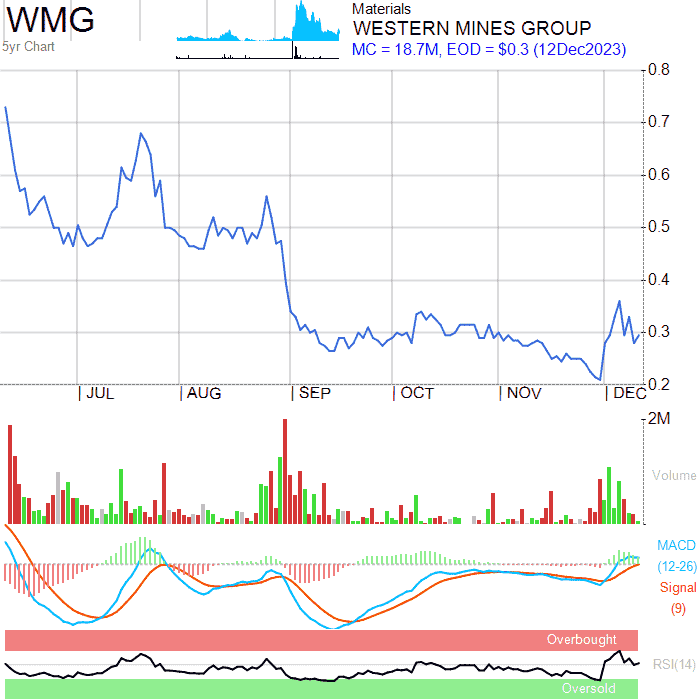 WMG
5yr Chart
Materials
WESTERN MINES GROUP
MC = 18.7M, EOD = $0.3 (12Dec2023)
0.8
0.7
0.6
0.5
0.4
0.3
0.2
JUL AUG SEP OCT NOV DEC
2M
Volume
MACD
(12-26)
Signal
(9)
Overbought
RSI(14)
Oversold